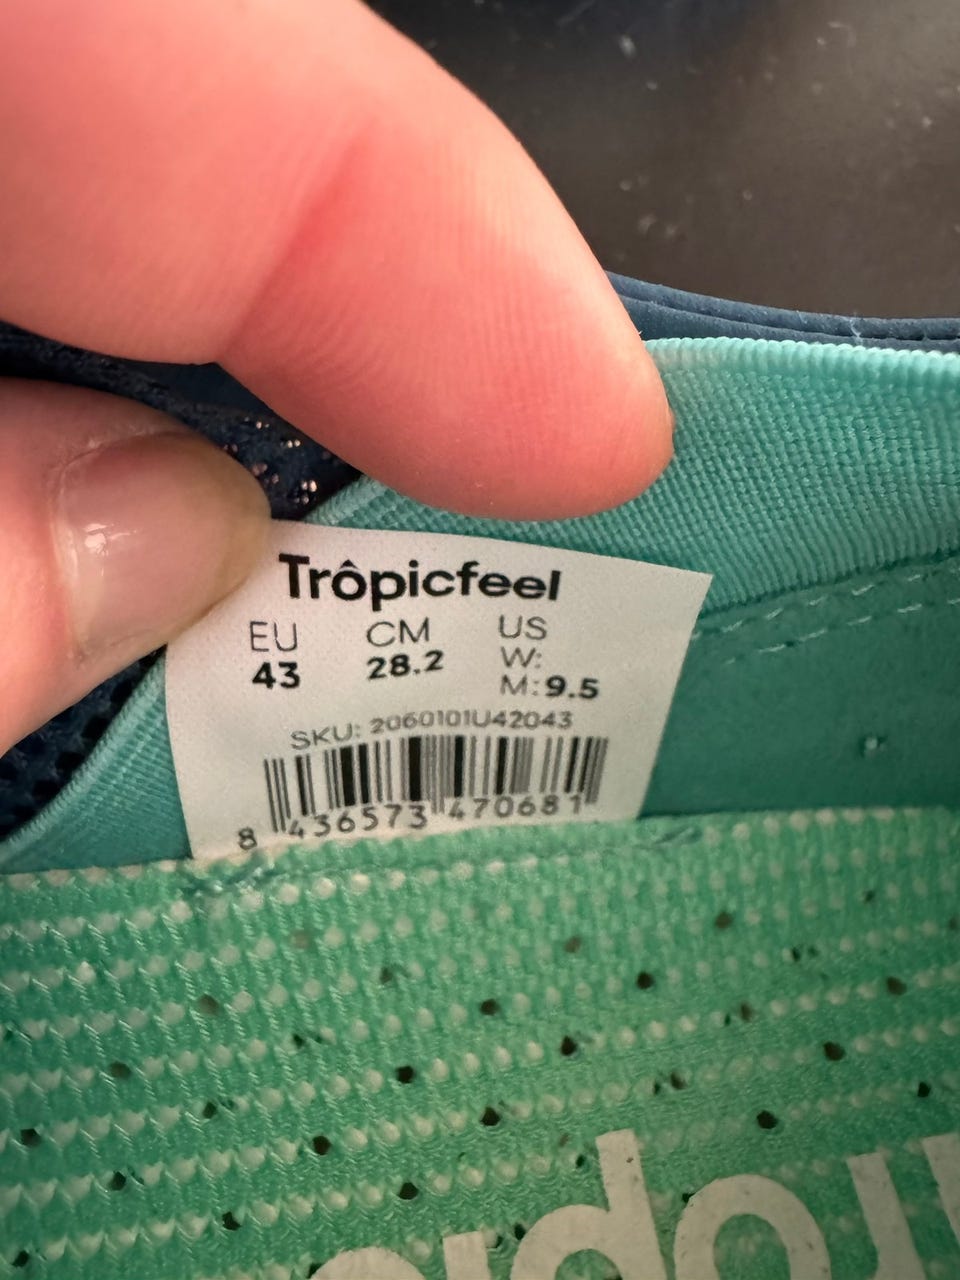 Trôpicfeel
EU CM US
43 28.2 W:
M: 9.5
SKU: 2060101U42043
8 436573 470681